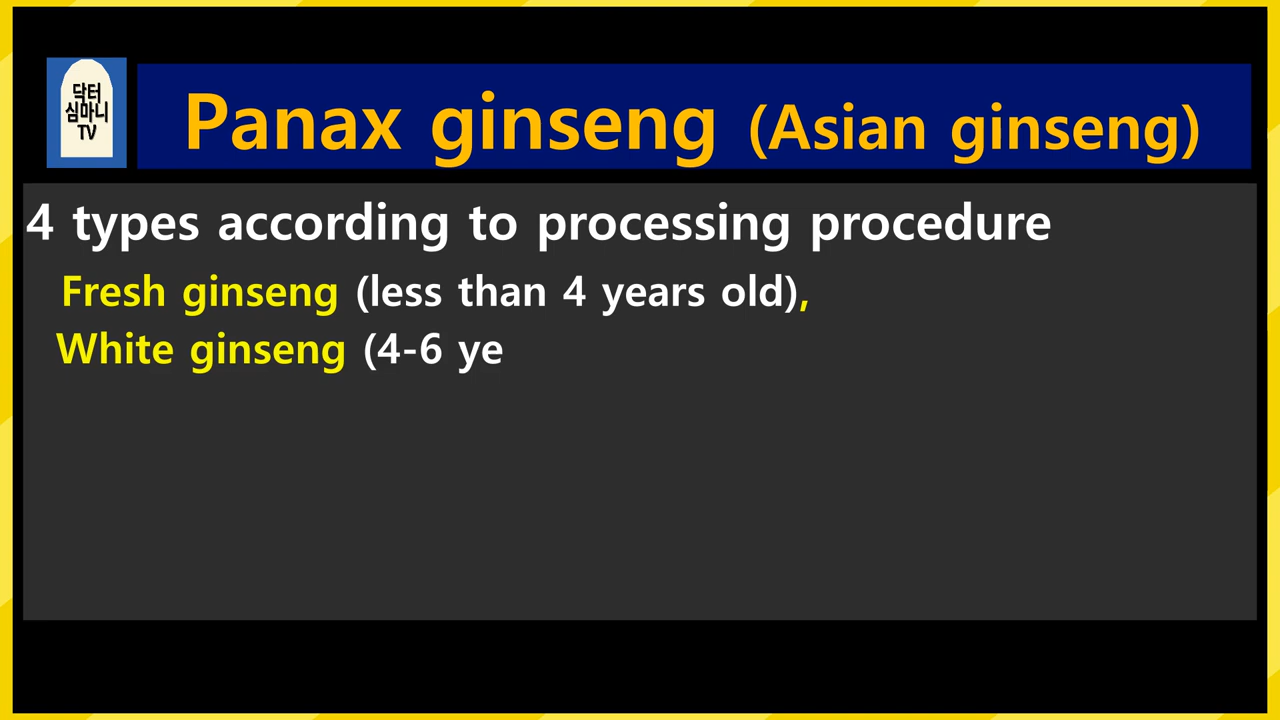 닥터
심마니
TV
Panax ginseng (Asian ginseng)
4 types according to processing procedure
Fresh ginseng (less than 4 years old),
White ginseng (4-6 ye